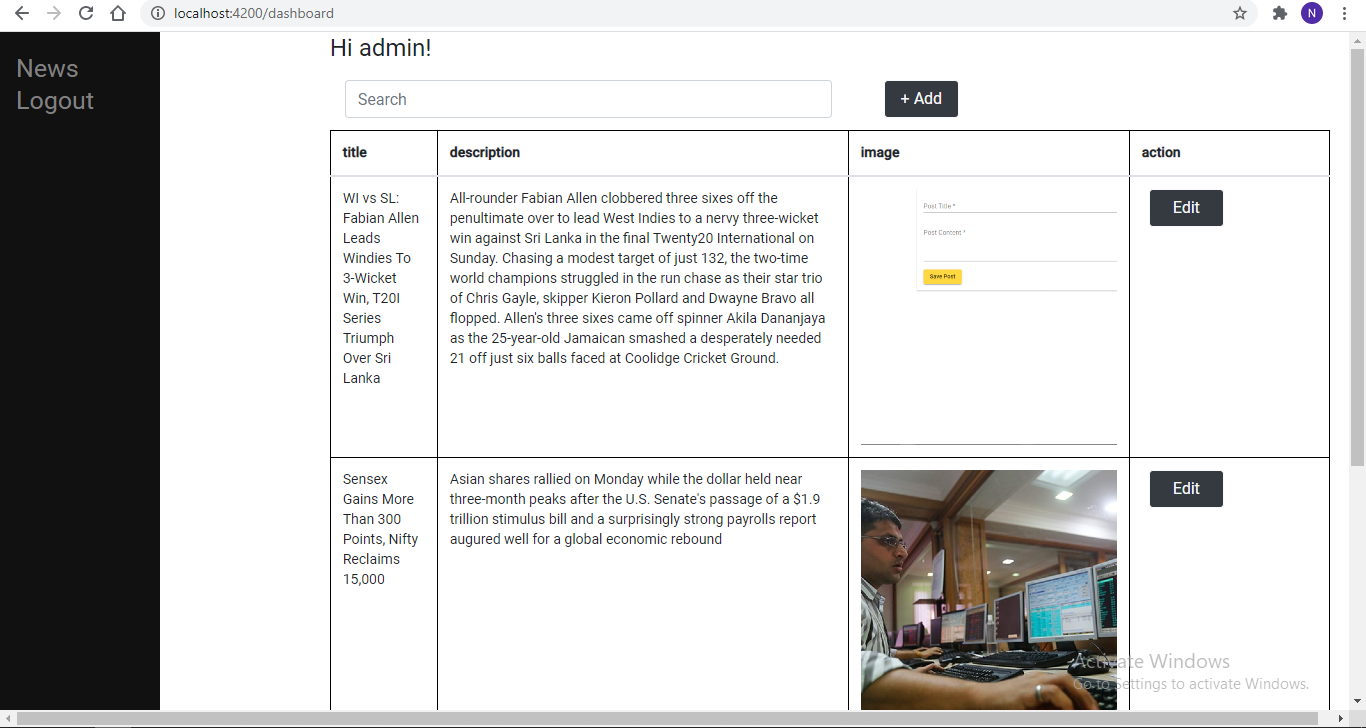 localhost:4200/dashboard
N
News
Logout
Hi admin!
Search
+ Add
title
description
image
action
WI vs SL:
Fabian Allen
Leads
Windies To
3-Wicket
Win, T20I
Series
Triumph
Over Sri
Lanka
All-rounder Fabian Allen clobbered three sixes off the
penultimate over to lead West Indies to a nervy three-wicket
win against Sri Lanka in the final Twenty20 International on
Sunday. Chasing a modest target of just 132, the two-time
world champions struggled in the run chase as their star trio
of Chris Gayle, skipper Kieron Pollard and Dwayne Bravo all
flopped. Allen's three sixes came off spinner Akila Dananjaya
as the 25-year-old Jamaican smashed a desperately needed
21 off just six balls faced at Coolidge Cricket Ground.
Post Title *
Post Content *
Save Post
Edit
Sensex
Gains More
Than 300
Points, Nifty
Reclaims
15,000
Asian shares rallied on Monday while the dollar held near
three-month peaks after the U.S. Senate's passage of a $1.9
trillion stimulus bill and a surprisingly strong payrolls report
augured well for a global economic rebound
Edit
Activate Windows
Go to Settings to activate Windows.